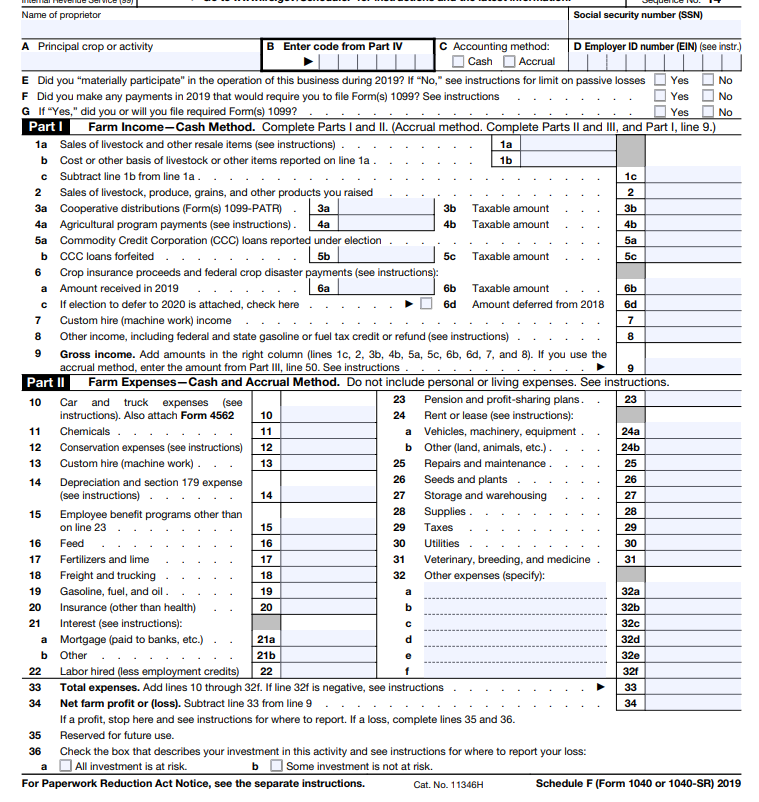 Internal Revenue Service (99)
Name of proprietor
Social security number (SSN)
A Principal crop or activity
B Enter code from Part IV
▶
C Accounting method:
Cash Accrual
D Employer ID number (EIN) (see instr.)
E Did you “materially participate” in the operation of this business during 2019? If “No,” see instructions for limit on passive losses Yes No
F Did you make any payments in 2019 that would require you to file Form(s) 1099? See instructions . . . . . . . . . Yes No
G If “Yes,” did you or will you file required Form(s) 1099? . . . . . . . . . . . . . . . . . . Yes No
Part I Farm Income—Cash Method. Complete Parts I and II. (Accrual method. Complete Parts II and III, and Part I, line 9.)
1a Sales of livestock and other resale items (see instructions) . . . . . . . 1a
b Cost or other basis of livestock or other items reported on line 1a . . . . . . 1b
c Subtract line 1b from line 1a . . . . . . . . . . . . . . . . . . . . . . 1c
2 Sales of livestock, produce, grains, and other products you raised . . . . . . . . . . . . . 2
3a Cooperative distributions (Form(s) 1099-PATR) . 3a 3b Taxable amount . . . . 3b
4a Agricultural program payments (see instructions) . 4a 4b Taxable amount . . . . 4b
5a Commodity Credit Corporation (CCC) loans reported under election . . . . . . . . . . . . 5a
b CCC loans forfeited . . . . . . . 5b 5c Taxable amount . . . . 5c
6 Crop insurance proceeds and federal crop disaster payments (see instructions):
a Amount received in 2019 . . . . . . 6a 6b Taxable amount . . . . 6b
c If election to defer to 2020 is attached, check here . . . . . . ▶ 6d Amount deferred from 2018 6d
7 Custom hire (machine work) income . . . . . . . . . . . . . . . . . . . . 7
8 Other income, including federal and state gasoline or fuel tax credit or refund (see instructions) . . . . . . 8
9 Gross income. Add amounts in the right column (lines 1c, 2, 3b, 4b, 5a, 5c, 6b, 6d, 7, and 8). If you use the
accrual method, enter the amount from Part III, line 50. See instructions . . . . . . . . . . . ▶ 9
Part II Farm Expenses—Cash and Accrual Method. Do not include personal or living expenses. See instructions.
10 Car and truck expenses (see
instructions). Also attach Form 4562 10
11 Chemicals . . . . . . . 11
12 Conservation expenses (see instructions) 12
13 Custom hire (machine work) . . . 13
14 Depreciation and section 179 expense
(see instructions) . . . . . . 14
15 Employee benefit programs other than
on line 23 . . . . . . . . 15
16 Feed . . . . . . . . 16
17 Fertilizers and lime . . . . . 17
18 Freight and trucking . . . . . 18
19 Gasoline, fuel, and oil . . . . . 19
20 Insurance (other than health) . . 20
21 Interest (see instructions):
a Mortgage (paid to banks, etc.) . . 21a
b Other . . . . . . . . 21b
22 Labor hired (less employment credits) 22
23 Pension and profit-sharing plans . . 23
24 Rent or lease (see instructions):
a Vehicles, machinery, equipment . . 24a
b Other (land, animals, etc.) . . . . 24b
25 Repairs and maintenance . . . . 25
26 Seeds and plants . . . . . . 26
27 Storage and warehousing . . . 27
28 Supplies . . . . . . . . 28
29 Taxes . . . . . . . . 29
30 Utilities . . . . . . . . 30
31 Veterinary, breeding, and medicine . 31
32 Other expenses (specify):
a 32a
b 32b
c 32c
d 32d
e 32e
f 32f
33 Total expenses. Add lines 10 through 32f. If line 32f is negative, see instructions . . . . . . . . ▶ 33
34 Net farm profit or (loss). Subtract line 33 from line 9 . . . . . . . . . . . . . . . 34
If a profit, stop here and see instructions for where to report. If a loss, complete lines 35 and 36.
35 Reserved for future use.
36 Check the box that describes your investment in this activity and see instructions for where to report your loss:
a All investment is at risk. b Some investment is not at risk.
For Paperwork Reduction Act Notice, see the separate instructions. Cat. No. 11346H Schedule F (Form 1040 or 1040-SR) 2019